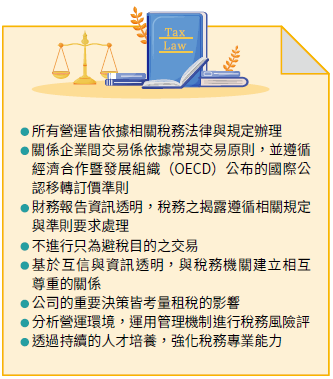 Tax
Law
所有營運皆依據相關稅務法律與規定辦理
關係企業間交易係依據常規交易原則，並遵循
經濟合作暨發展組織（OECD）公布的國際公
認移轉訂價準則
財務報告資訊透明，稅務之揭露遵循相關規定
與準則要求處理
不進行只為避稅目的之交易
基於互信與資訊透明，與稅務機關建立相互
尊重的關係
公司的重要決策皆考量租稅的影響
分析營運環境，運用管理機制進行稅務風險評
透過持續的人才培養，強化稅務專業能力